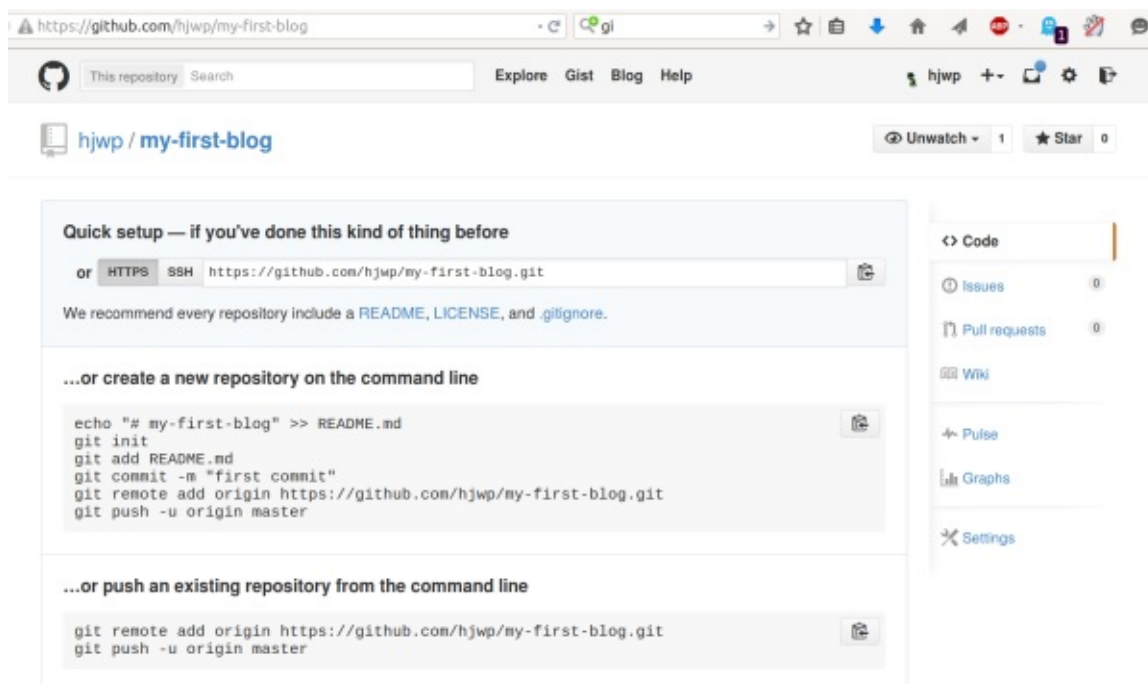 https://github.com/hjwp/my-first-blog
gi
ABP
1
This repository Search
Explore Gist Blog Help
hjwp
hjwp / my-first-blog
Unwatch 1
Star 0
Quick setup — if you've done this kind of thing before
or HTTPS SSH https://github.com/hjwp/my-first-blog.git
We recommend every repository include a README, LICENSE, and .gitignore.
...or create a new repository on the command line
echo "# my-first-blog" >> README.md
git init
git add README.md
git commit -m "first commit"
git remote add origin https://github.com/hjwp/my-first-blog.git
git push -u origin master
...or push an existing repository from the command line
git remote add origin https://github.com/hjwp/my-first-blog.git
git push -u origin master
<> Code
Issues 0
Pull requests 0
Wiki
Pulse
Graphs
Settings